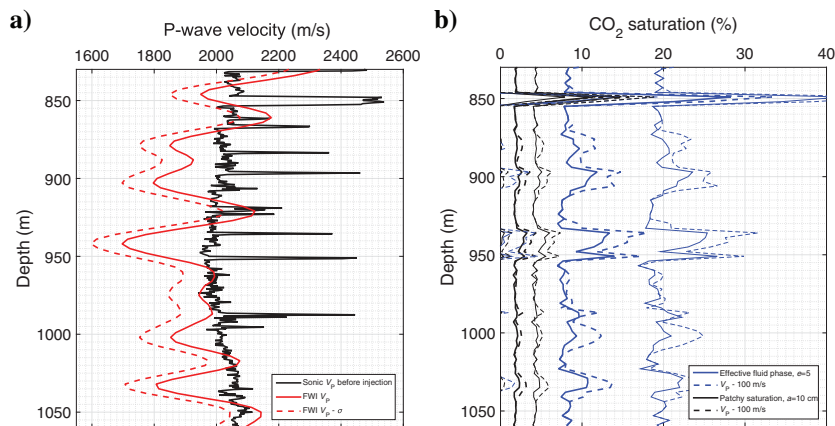 a)
P-wave velocity (m/s)
1600 1800 2000 2200 2400 2600
Depth (m)
850
900
950
1000
1050
Sonic V_P before injection
FWI V_P
FWI V_P - σ
b)
CO₂ saturation (%)
0 10 20 30 40
Depth (m)
850
900
950
1000
1050
Effective fluid phase, e=5
V_P - 100 m/s
Patchy saturation, a=10 cm
V_P - 100 m/s